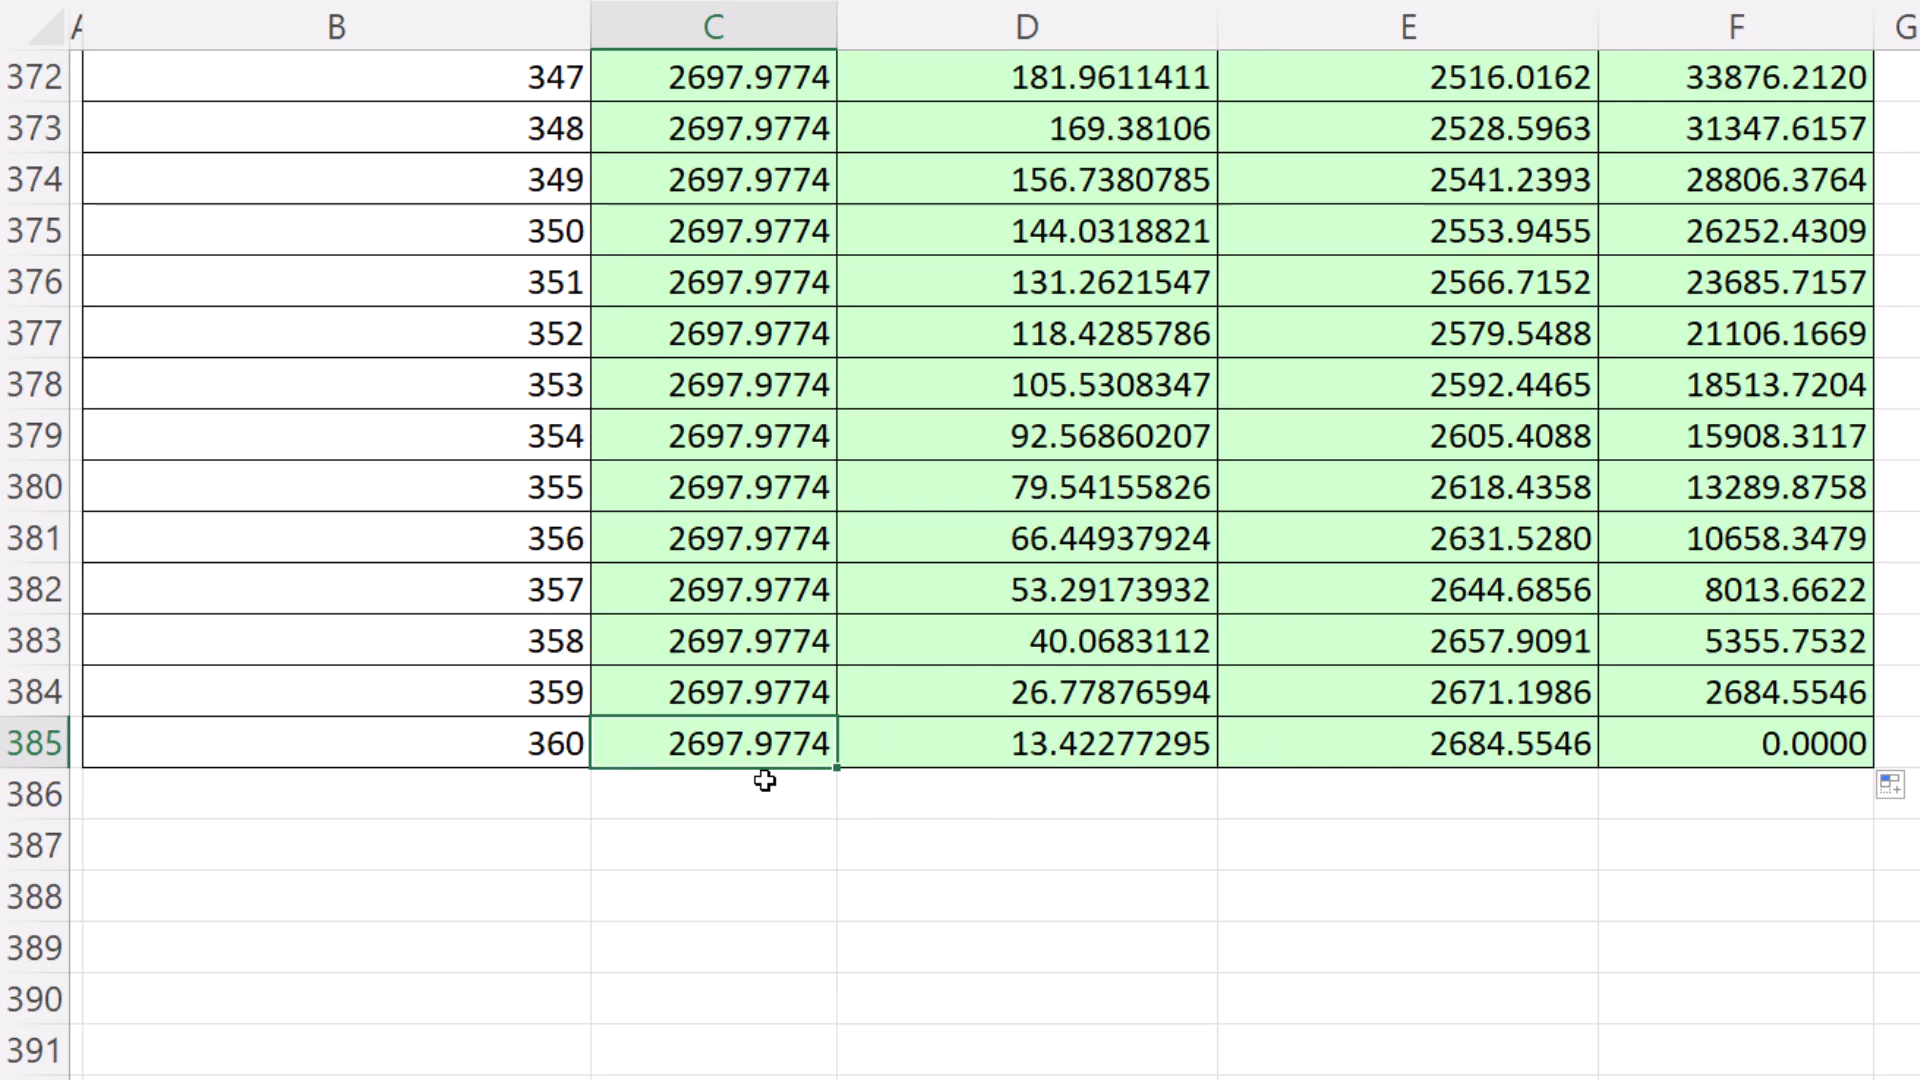 A B C D E F G
372 347 2697.9774 181.9611411 2516.0162 33876.2120
373 348 2697.9774 169.38106 2528.5963 31347.6157
374 349 2697.9774 156.7380785 2541.2393 28806.3764
375 350 2697.9774 144.0318821 2553.9455 26252.4309
376 351 2697.9774 131.2621547 2566.7152 23685.7157
377 352 2697.9774 118.4285786 2579.5488 21106.1669
378 353 2697.9774 105.5308347 2592.4465 18513.7204
379 354 2697.9774 92.56860207 2605.4088 15908.3117
380 355 2697.9774 79.54155826 2618.4358 13289.8758
381 356 2697.9774 66.44937924 2631.5280 10658.3479
382 357 2697.9774 53.29173932 2644.6856 8013.6622
383 358 2697.9774 40.0683112 2657.9091 5355.7532
384 359 2697.9774 26.77876594 2671.1986 2684.5546
385 360 2697.9774 13.42277295 2684.5546 0.0000
386
387
388
389
390
391